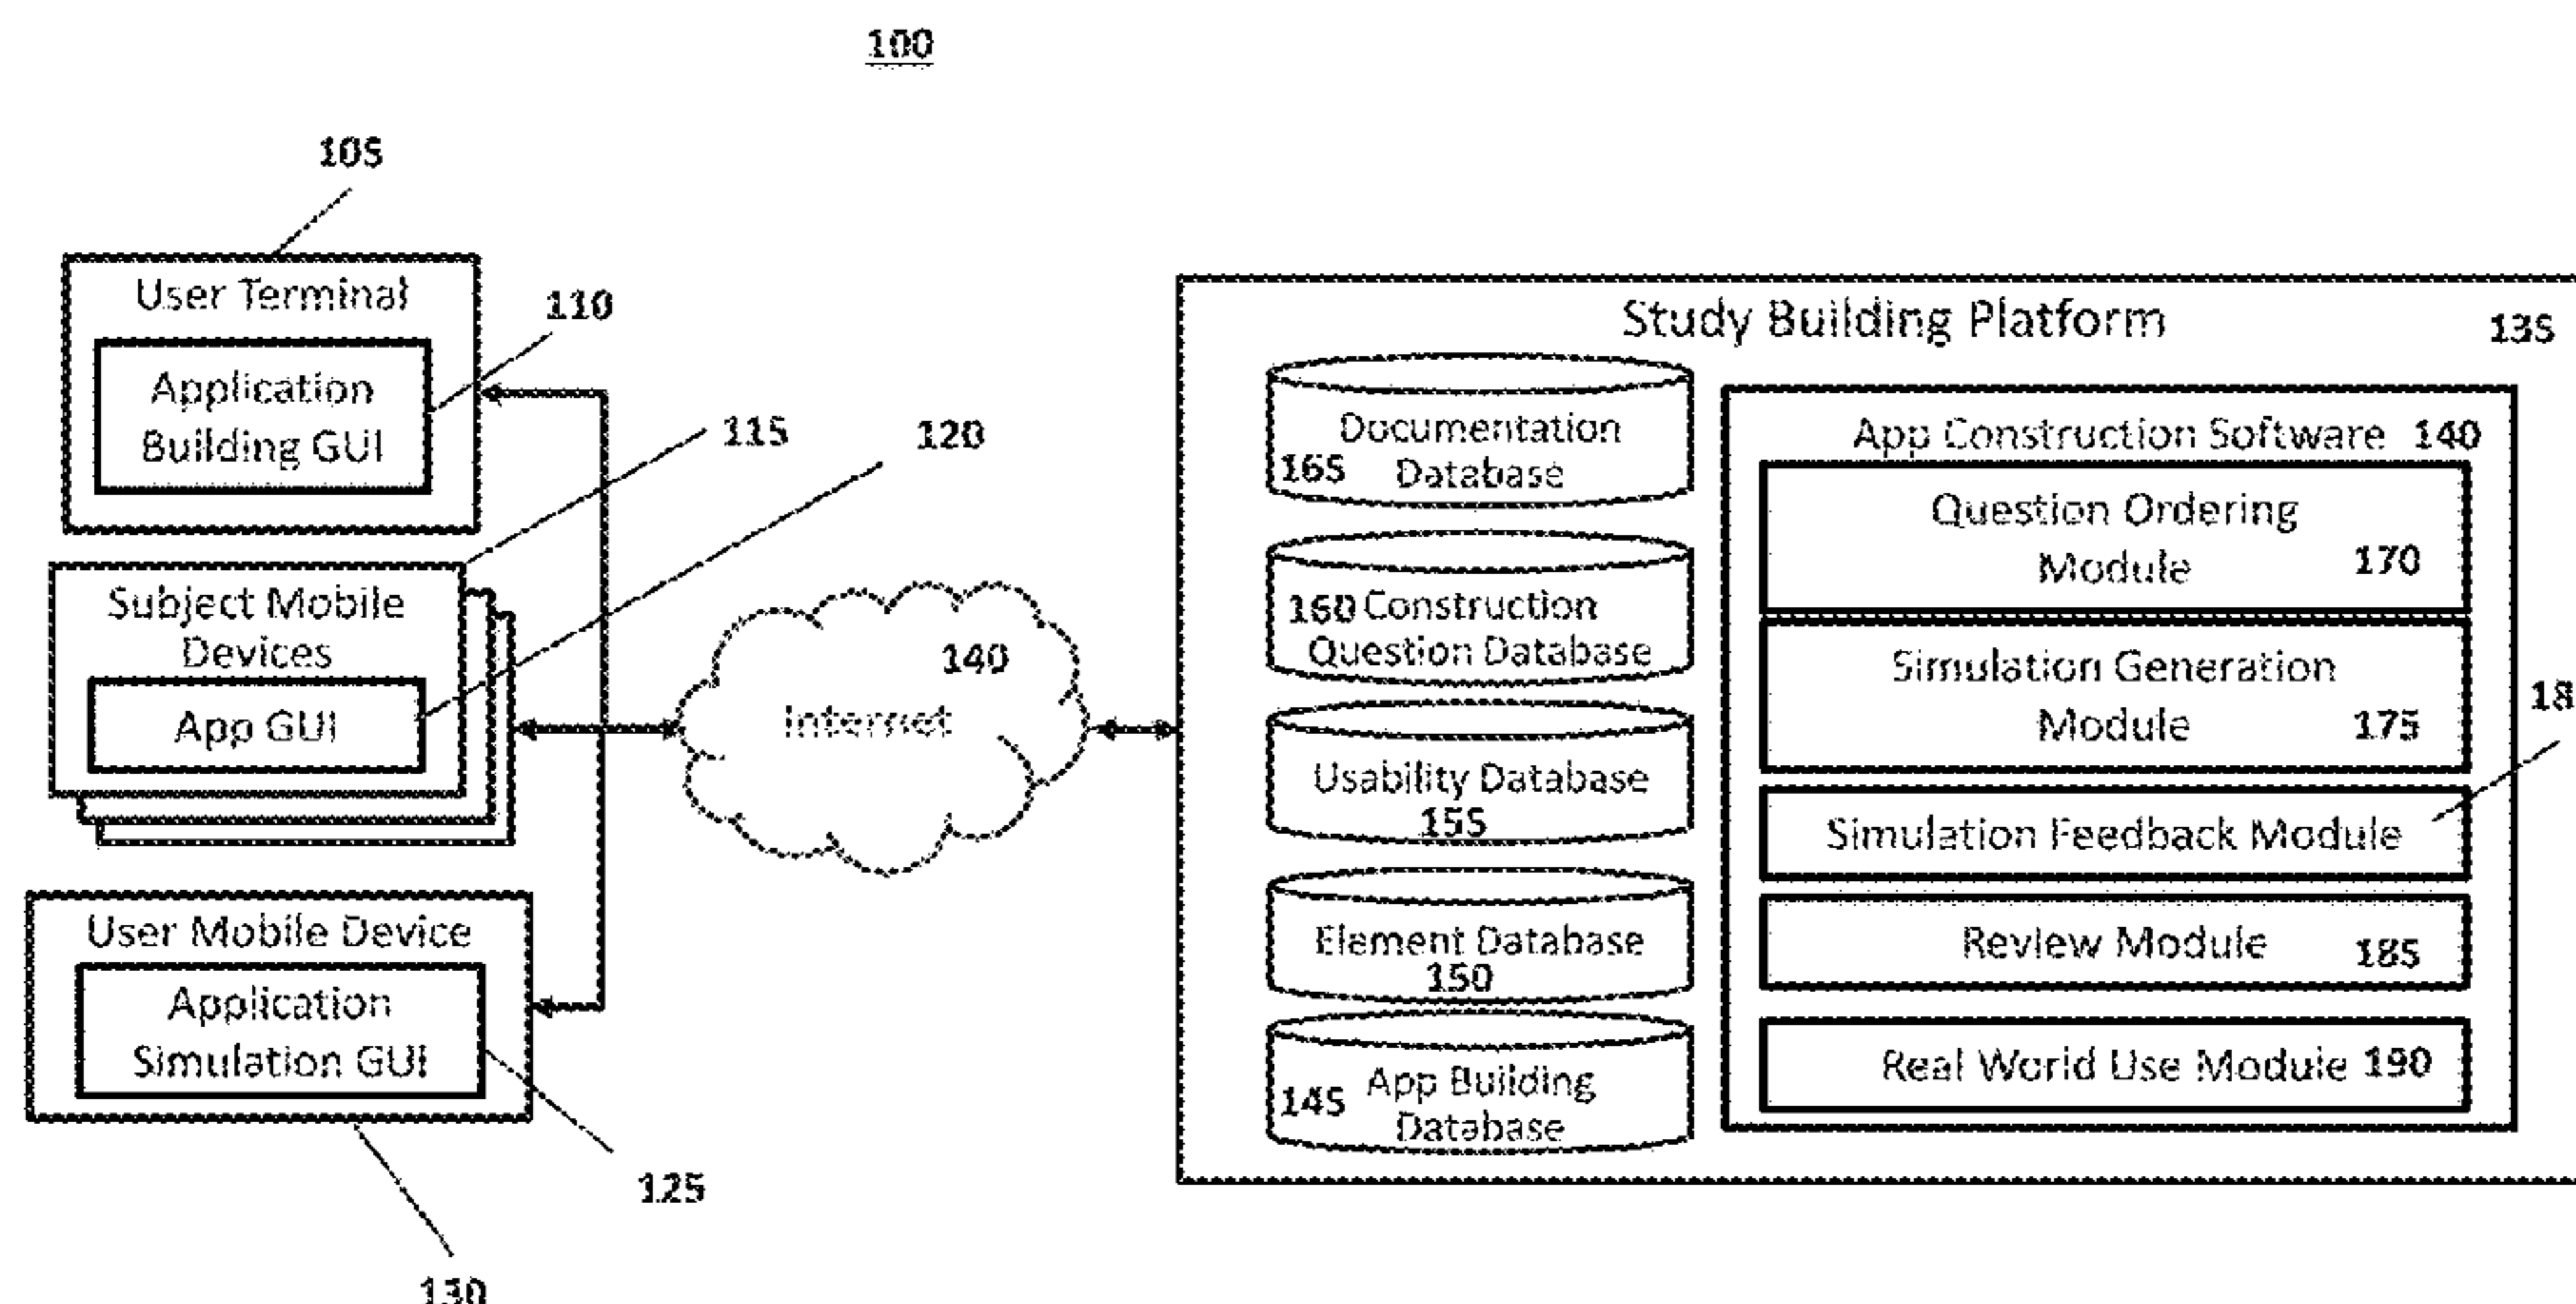 100
105
User Terminal
110
Application
Building GUI
115
120
Subject Mobile
Devices
App GUI
User Mobile Device
Application
Simulation GUI
125
130
140
Internet
Study Building Platform
135
Documentation
165 Database
160 Construction
Question Database
Usability Database
155
Element Database
150
145 App Building
Database
App Construction Software 140
Question Ordering
Module 170
Simulation Generation
Module 175
18
Simulation Feedback Module
Review Module 185
Real World Use Module 190